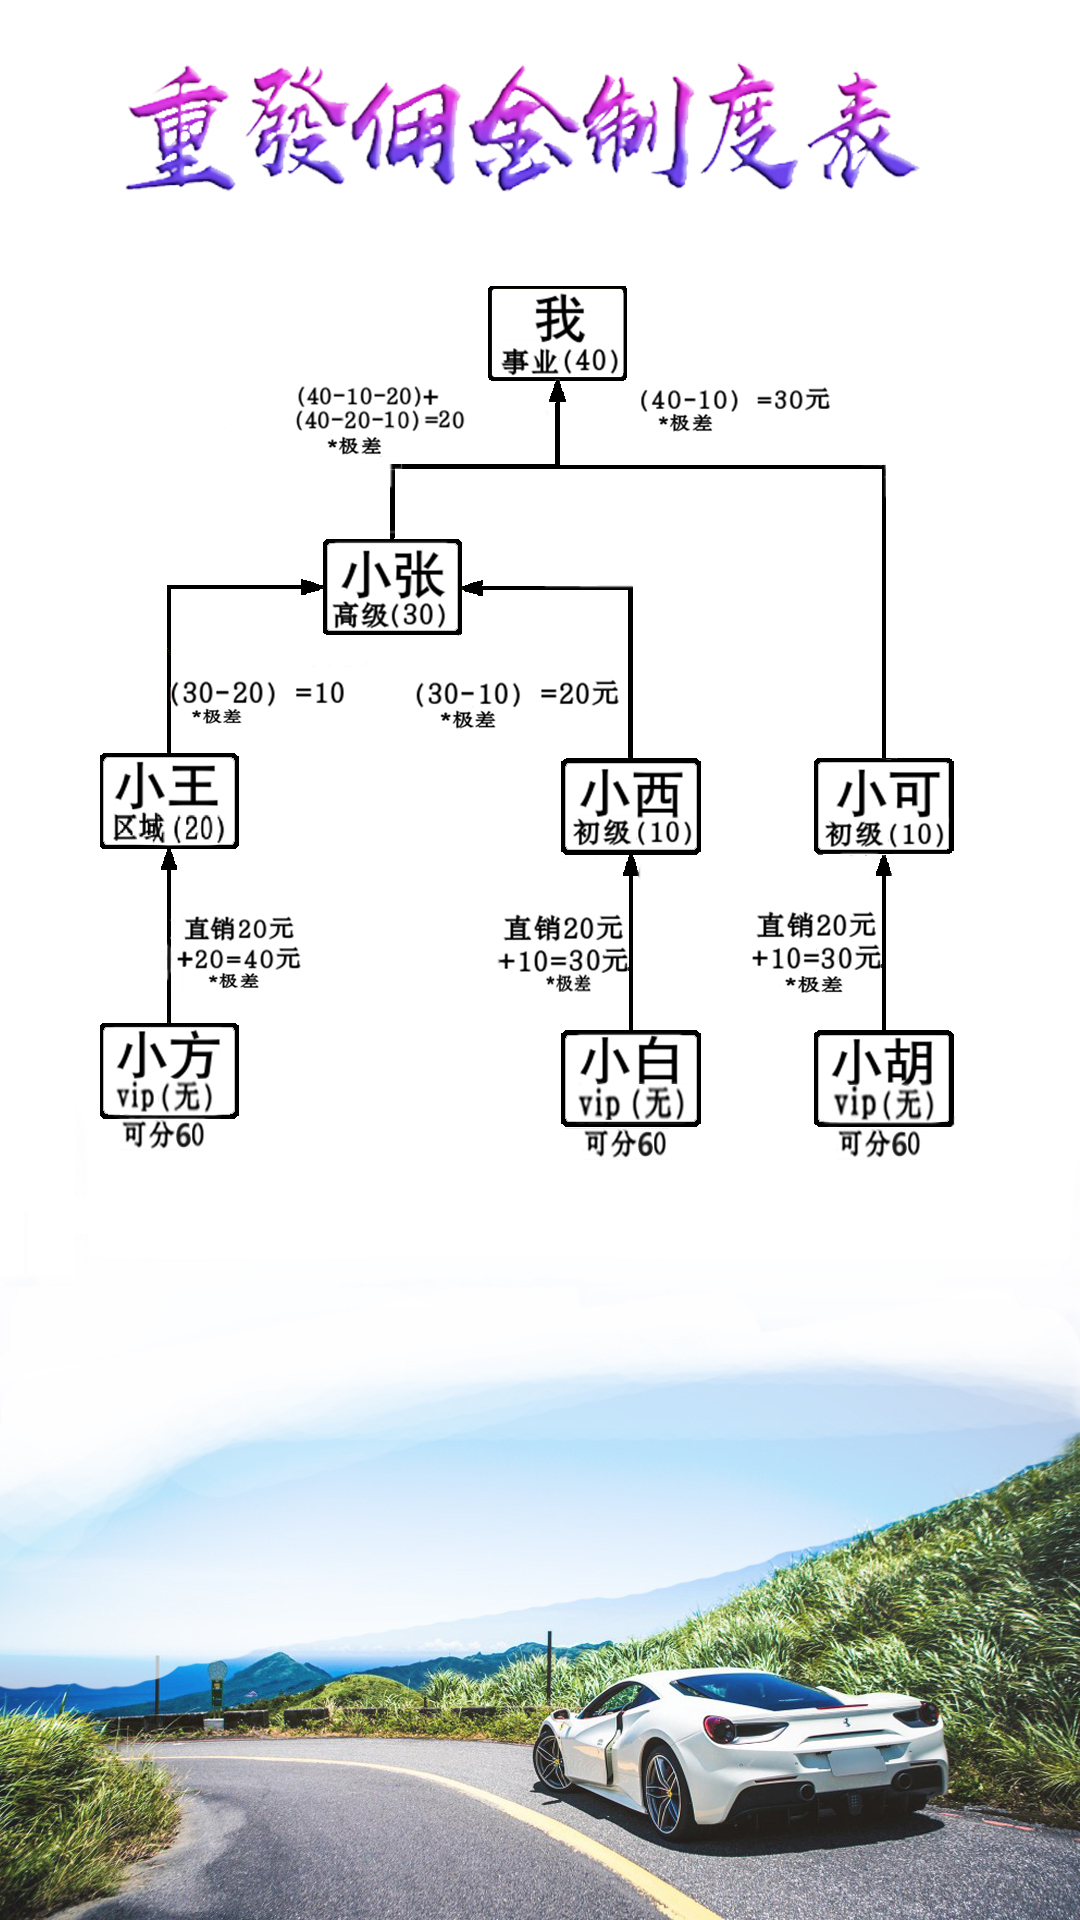 重發佣金制度表
我
事业(40)
(40-10-20)+
(40-20-10)=20
*极差
(40-10) =30元
*极差
小张
高级(30)
(30-20) =10
*极差
(30-10) =20元
*极差
小王
区域(20)
小西
初级(10)
小可
初级(10)
直销20元
+20=40元
*极差
直销20元
+10=30元
*极差
直销20元
+10=30元
*极差
小方
vip(无)
可分60
小白
vip(无)
可分60
小胡
vip(无)
可分60